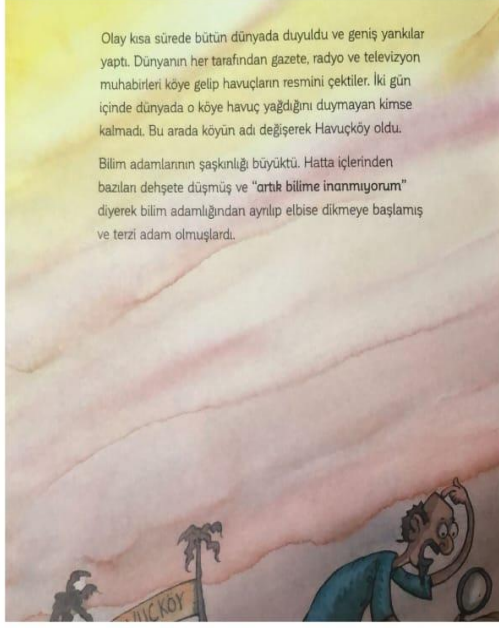 Olay kısa sürede bütün dünyada duyuldu ve geniş yankılar
yaptı. Dünyanın her tarafından gazete, radyo ve televizyon
muhabirleri köye gelip havuçların resmini çektiler. İki gün
içinde dünyada o köye havuç yağdığını duymayan kimse
kalmadı. Bu arada köyün adı değişerek Havuçköy oldu.
Bilim adamlarının şaşkınlığı büyüktü. Hatta içlerinden
bazıları dehşete düşmüş ve “artık bilime inanmıyorum”
diyerek bilim adamlığından ayrılıp elbise dikmeye başlamış
ve terzi adam olmuşlardı.
VUÇKÖY